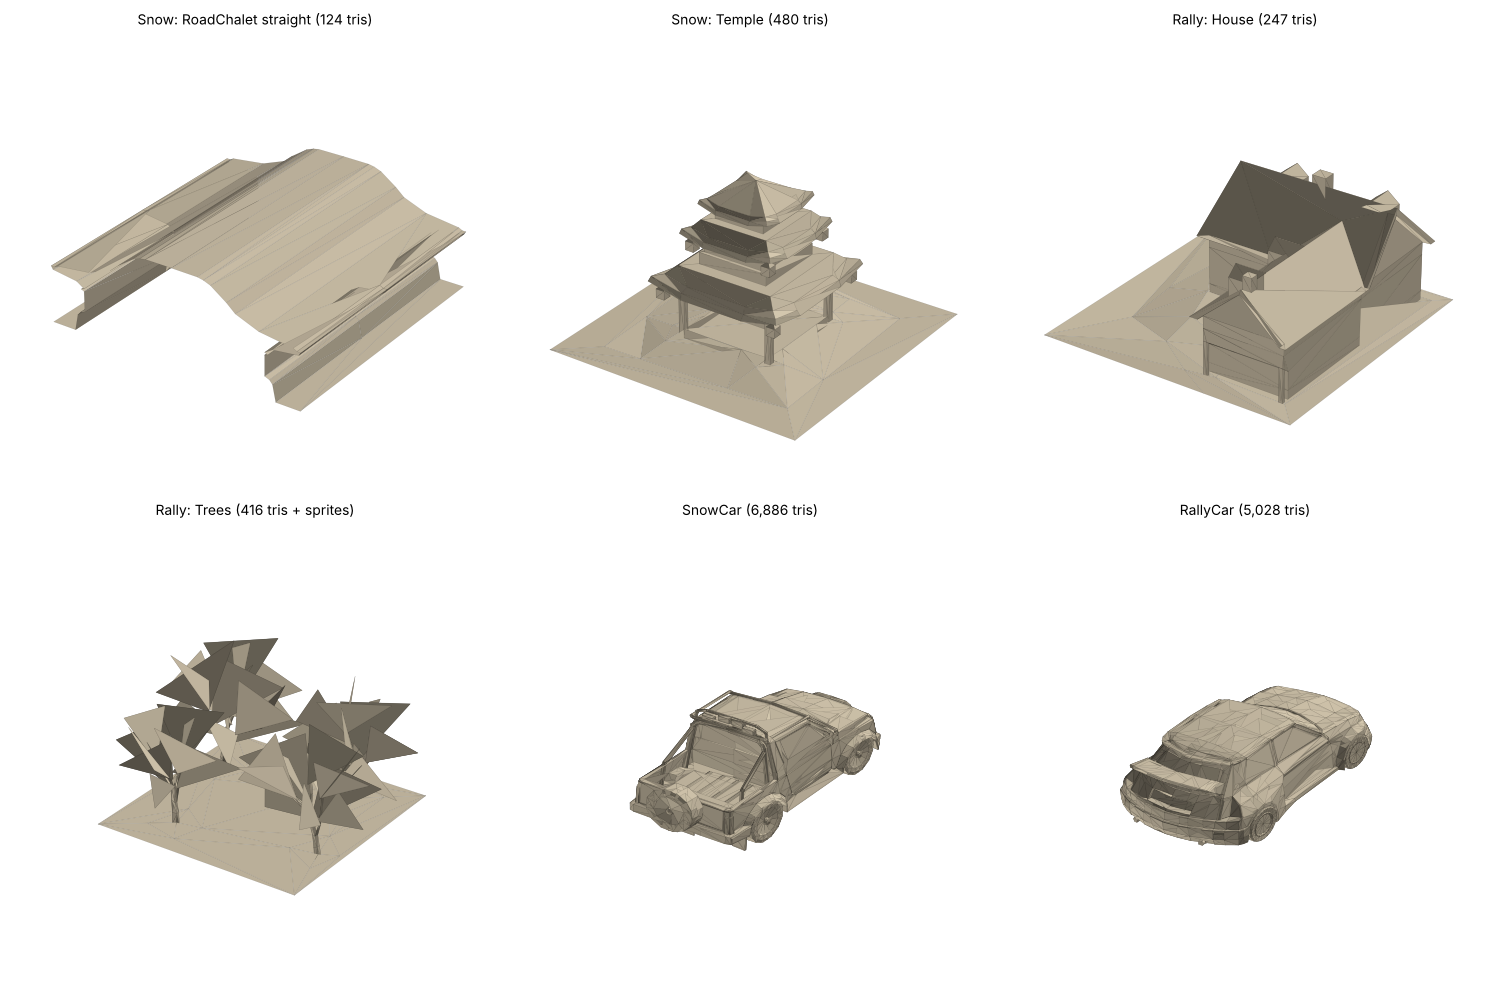 Snow: RoadChalet straight (124 tris)
Snow: Temple (480 tris)
Rally: House (247 tris)
Rally: Trees (416 tris + sprites)
SnowCar (6,886 tris)
RallyCar (5,028 tris)